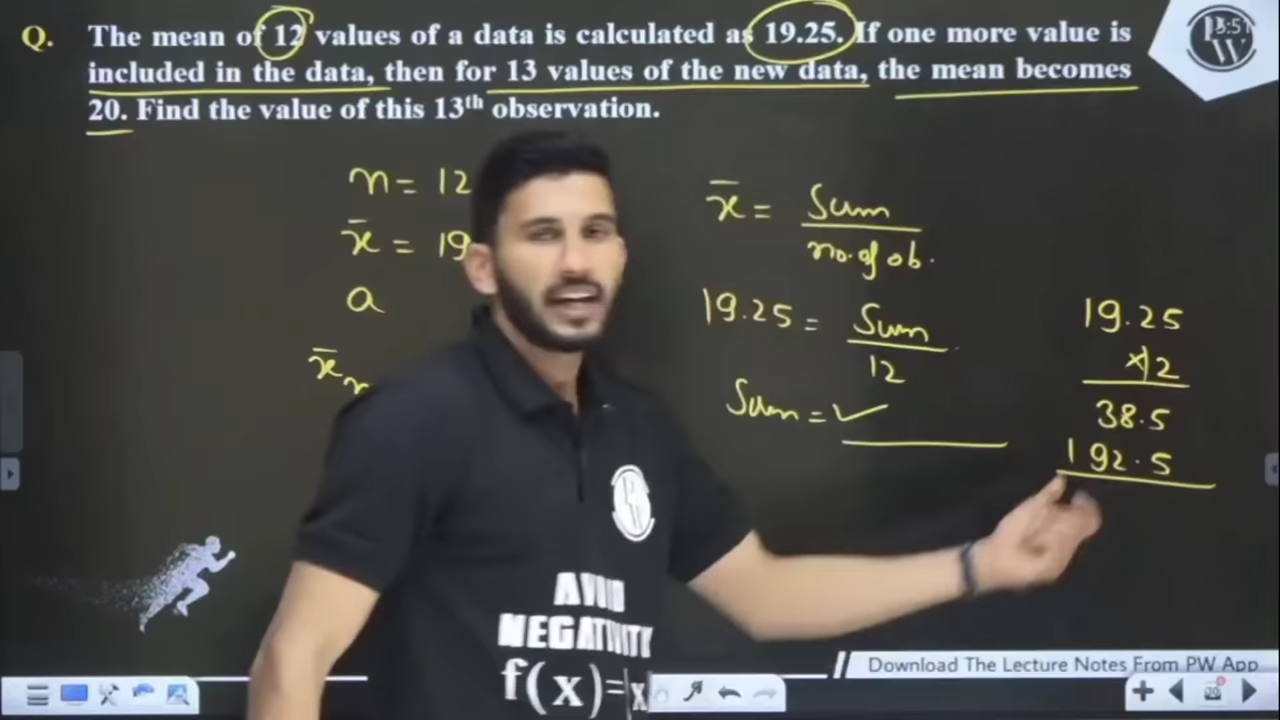 Q. The mean of 12 values of a data is calculated as 19.25. If one more value is
included in the data, then for 13 values of the new data, the mean becomes
20. Find the value of this 13th observation.
n = 12
x̄ = 19
a
x̄
x̄ = Sum
no. of ob.
19.25 = Sum
12
Sum = ✓
19.25
×12
38.5
192.5
PW
AVOID
NEGATIVITY
f(x)=|x
Download The Lecture Notes From PW App